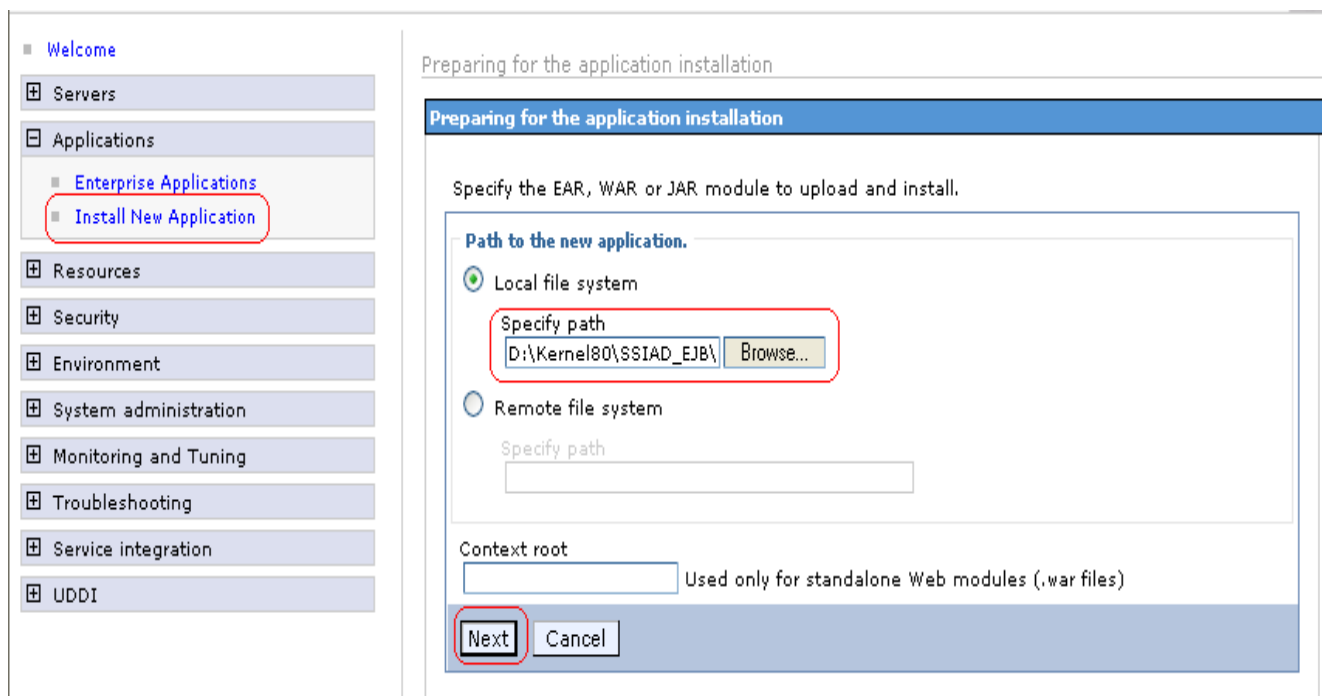 Welcome
Servers
Applications
Enterprise Applications
Install New Application
Resources
Security
Environment
System administration
Monitoring and Tuning
Troubleshooting
Service integration
UDDI
Preparing for the application installation
Preparing for the application installation
Specify the EAR, WAR or JAR module to upload and install.
Path to the new application.
Local file system
Specify path
D:\Kernel80\SSIAD_EJB\ Browse...
Remote file system
Specify path
Context root
Used only for standalone Web modules (.war files)
Next Cancel